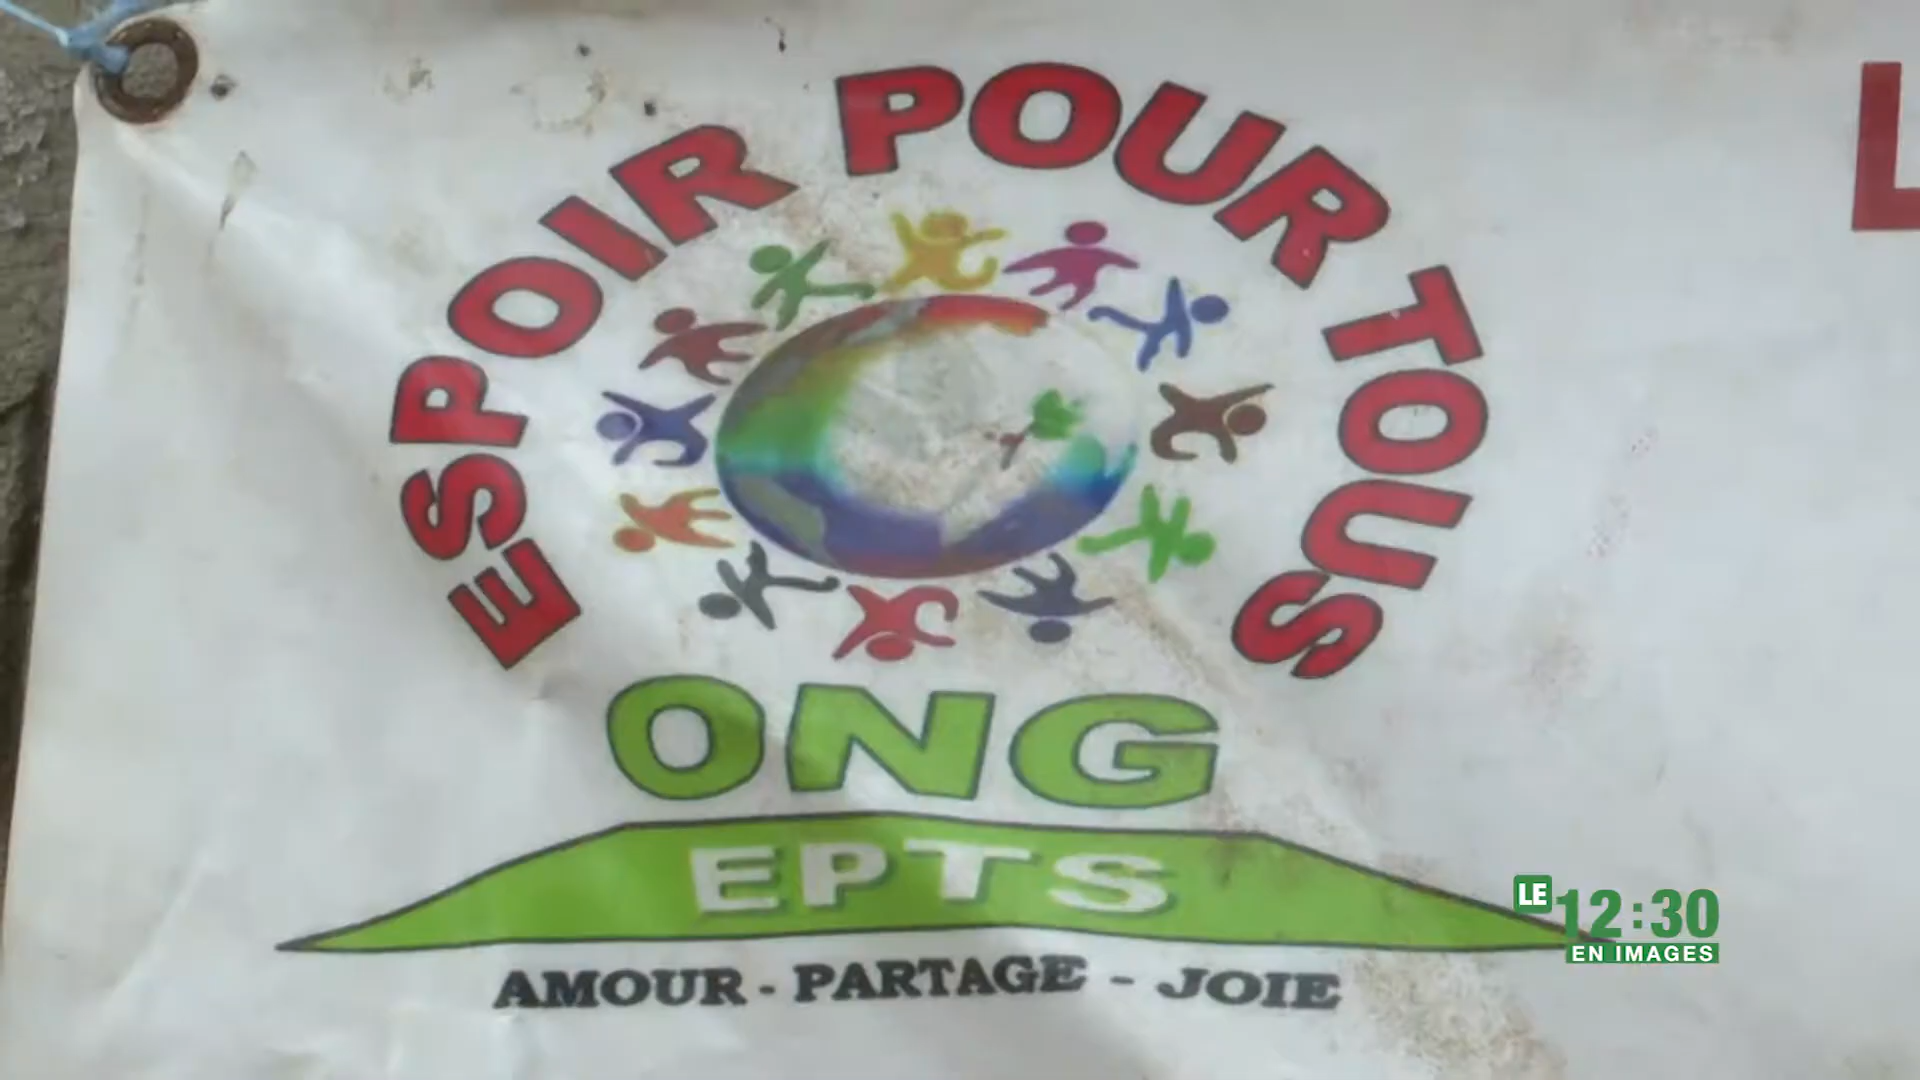 ESPOIR POUR TOUS
L
ONG
EPTS
AMOUR - PARTAGE - JOIE
LE 12:30
EN IMAGES